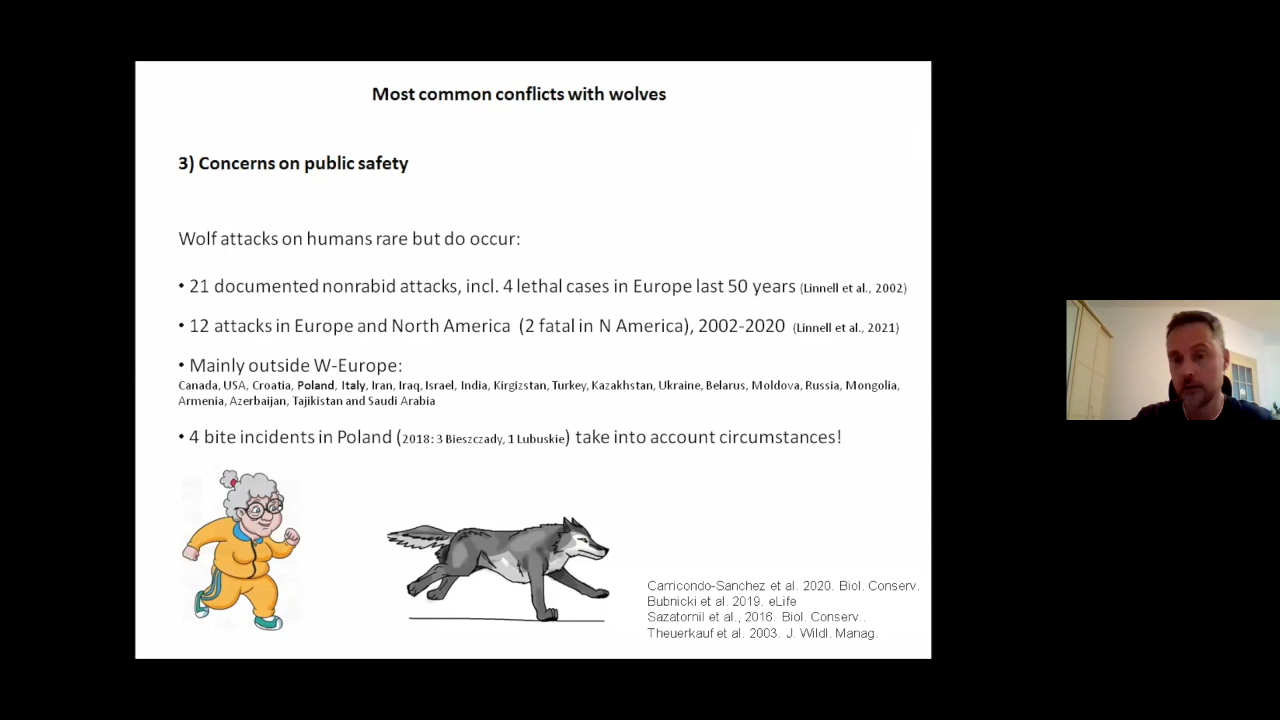 Most common conflicts with wolves
3) Concerns on public safety
Wolf attacks on humans rare but do occur:
• 21 documented nonrabid attacks, incl. 4 lethal cases in Europe last 50 years (Linnell et al., 2002)
• 12 attacks in Europe and North America (2 fatal in N America), 2002-2020 (Linnell et al., 2021)
• Mainly outside W-Europe:
Canada, USA, Croatia, Poland, Italy, Iran, Iraq, Israel, India, Kirgizstan, Turkey, Kazakhstan, Ukraine, Belarus, Moldova, Russia, Mongolia,
Armenia, Azerbaijan, Tajikistan and Saudi Arabia
• 4 bite incidents in Poland (2018: 3 Bieszczady, 1 Lubuskie) take into account circumstances!
Carricondo-Sanchez et al. 2020. Biol. Conserv.
Bubnicki et al. 2019. eLife
Sazatornil et al., 2016. Biol. Conserv..
Theuerkauf et al. 2003. J. Wildl. Manag.